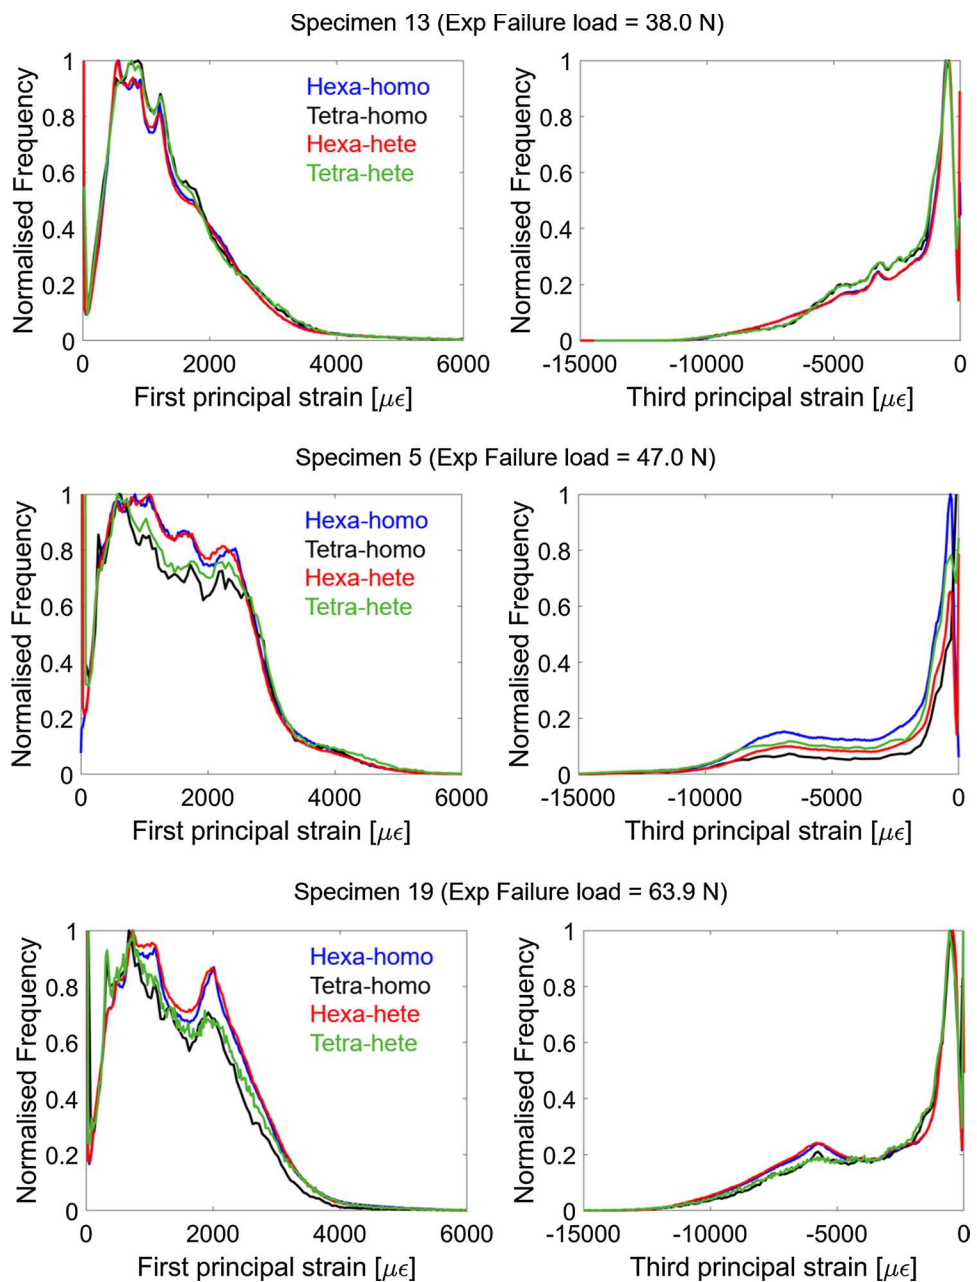 Specimen 13 (Exp Failure load = 38.0 N)
Normalised Frequency
1
0.8
0.6
0.4
0.2
0
Hexa-homo
Tetra-homo
Hexa-hete
Tetra-hete
0 2000 4000 6000
First principal strain [με]
Normalised Frequency
1
0.8
0.6
0.4
0.2
0
-15000 -10000 -5000 0
Third principal strain [με]
Specimen 5 (Exp Failure load = 47.0 N)
Normalised Frequency
1
0.8
0.6
0.4
0.2
0
Hexa-homo
Tetra-homo
Hexa-hete
Tetra-hete
0 2000 4000 6000
First principal strain [με]
Normalised Frequency
1
0.8
0.6
0.4
0.2
0
-15000 -10000 -5000 0
Third principal strain [με]
Specimen 19 (Exp Failure load = 63.9 N)
Normalised Frequency
1
0.8
0.6
0.4
0.2
0
Hexa-homo
Tetra-homo
Hexa-hete
Tetra-hete
0 2000 4000 6000
First principal strain [με]
Normalised Frequency
1
0.8
0.6
0.4
0.2
0
-15000 -10000 -5000 0
Third principal strain [με]